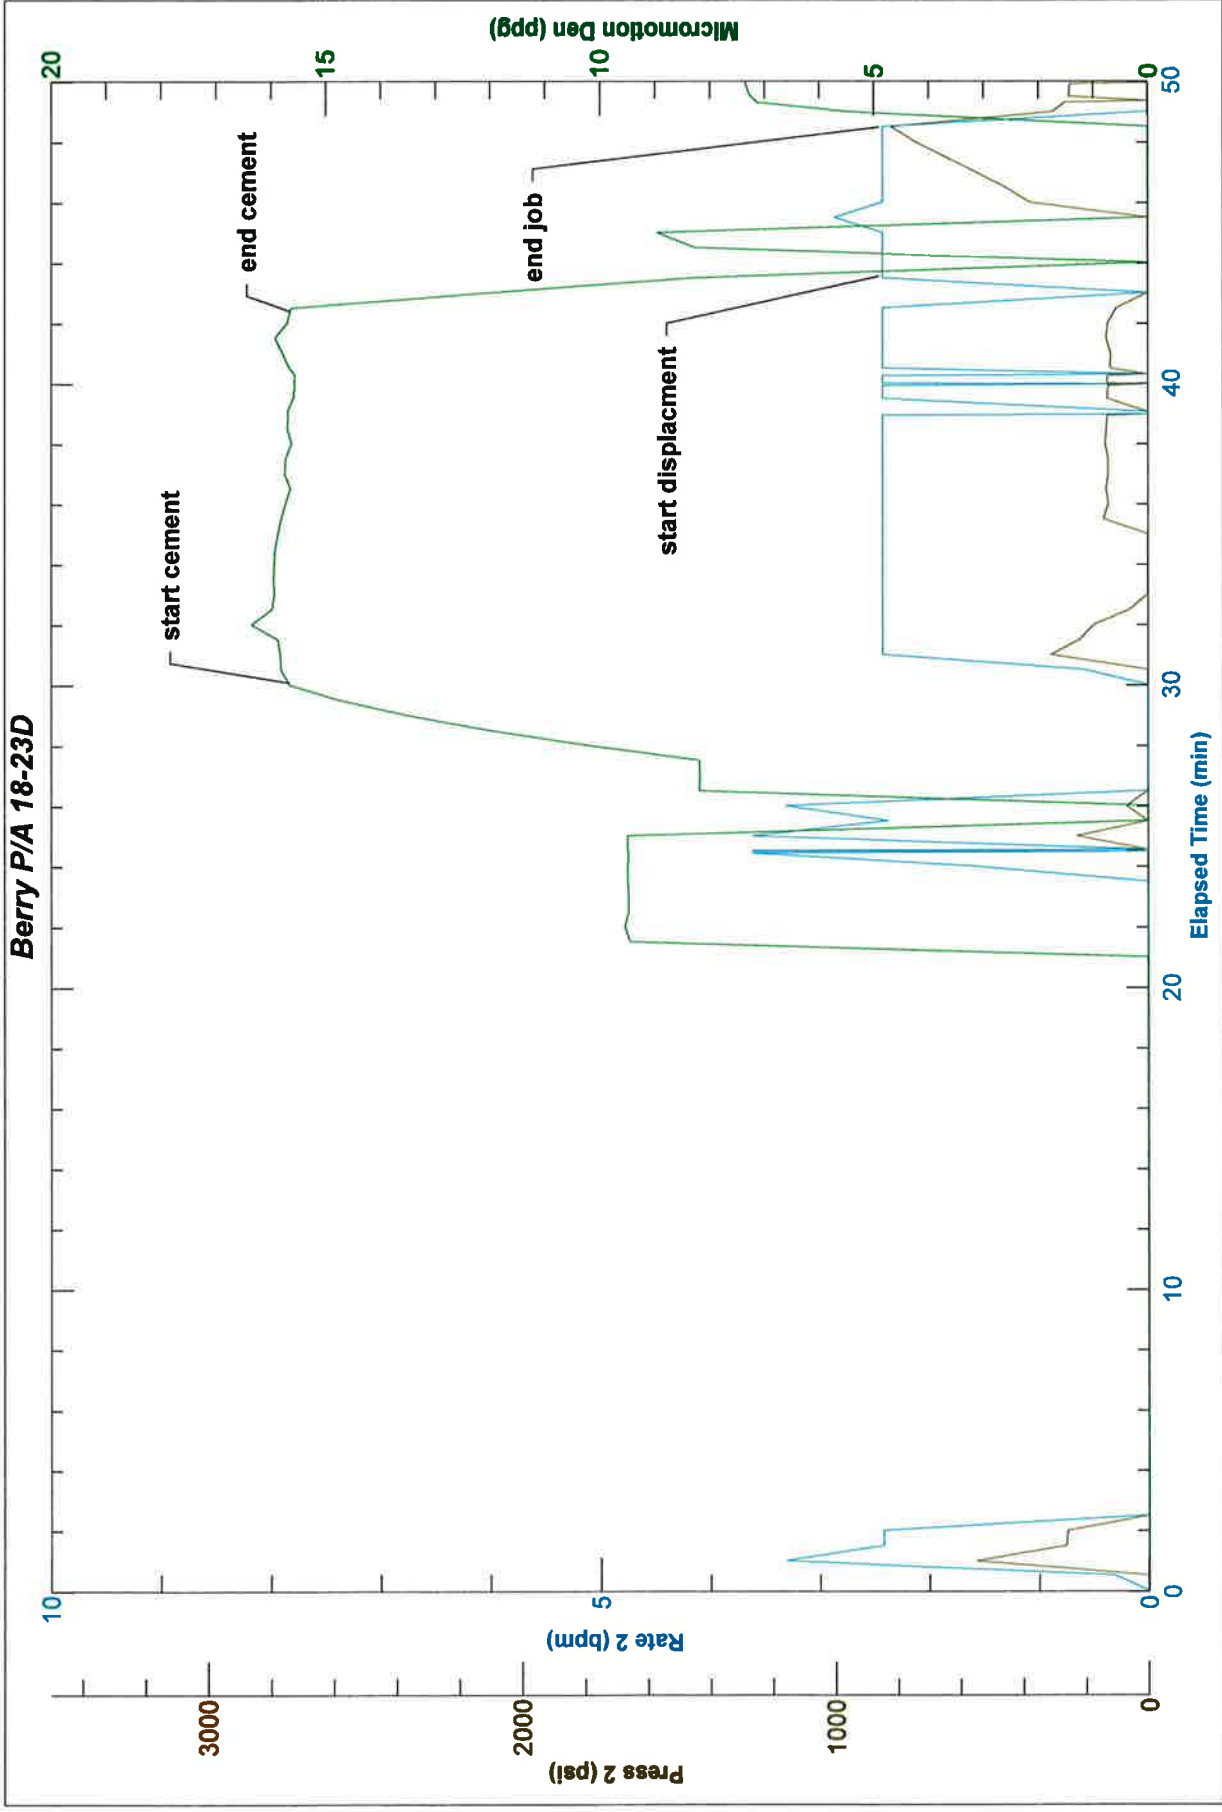 Berry P/A 18-23D
start cement
end cement
end job
start displacment
3000
2000
1000
0
Press 2 (psi)
10
5
0
Rate 2 (bpm)
20
15
10
5
0
Micromotion Den (ppg)
0
10
20
30
40
50
Elapsed Time (min)